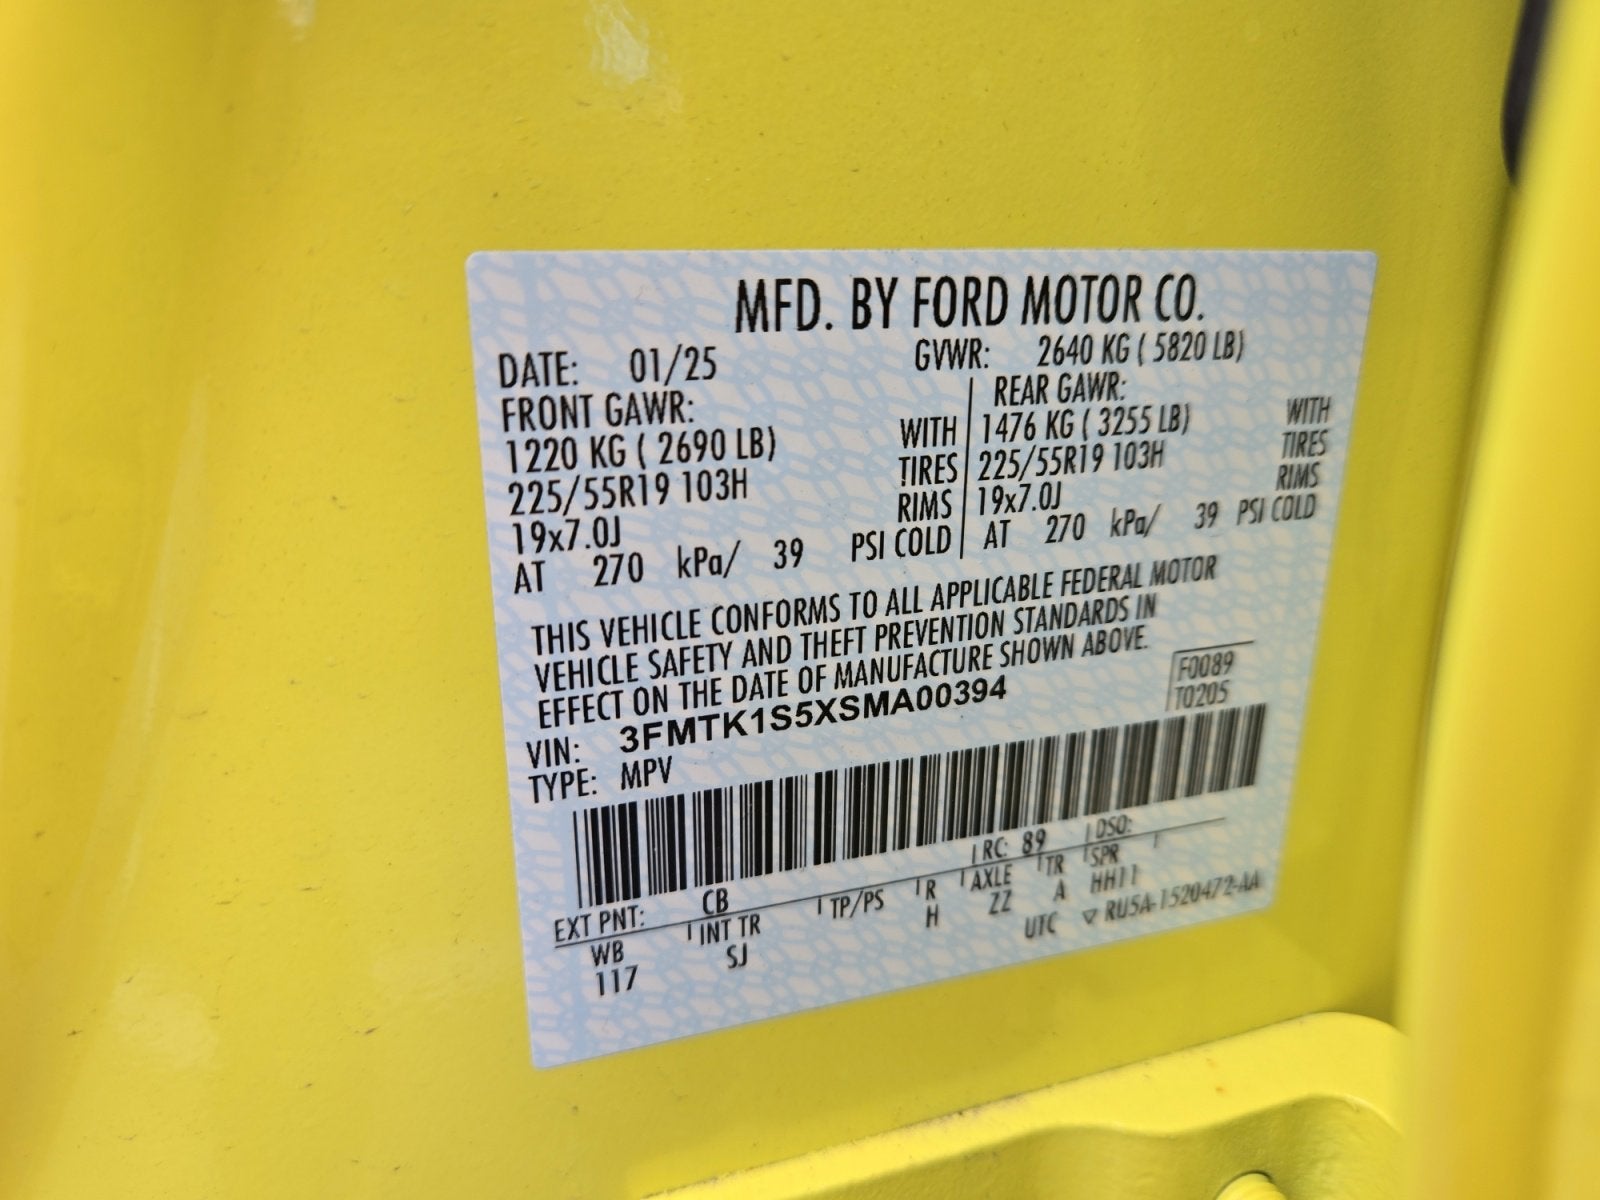 MFD. BY FORD MOTOR CO.
DATE: 01/25 GVWR: 2640 KG ( 5820 LB)
FRONT GAWR: REAR GAWR:
1220 KG ( 2690 LB) WITH 1476 KG ( 3255 LB) WITH
225/55R19 103H TIRES 225/55R19 103H TIRES
19x7.0J RIMS 19x7.0J RIMS
AT 270 kPa/ 39 PSI COLD AT 270 kPa/ 39 PSI COLD
THIS VEHICLE CONFORMS TO ALL APPLICABLE FEDERAL MOTOR
VEHICLE SAFETY AND THEFT PREVENTION STANDARDS IN
EFFECT ON THE DATE OF MANUFACTURE SHOWN ABOVE.
F0089
T0205
VIN: 3FMTK1S5XSMA00394
TYPE: MPV
EXT PNT: CB RC: 89 DSO:
WB INT TR TP/PS R AXLE TR SPR
117 SJ H ZZ A HH11
UTC ▽ RU5A-1520472-AA